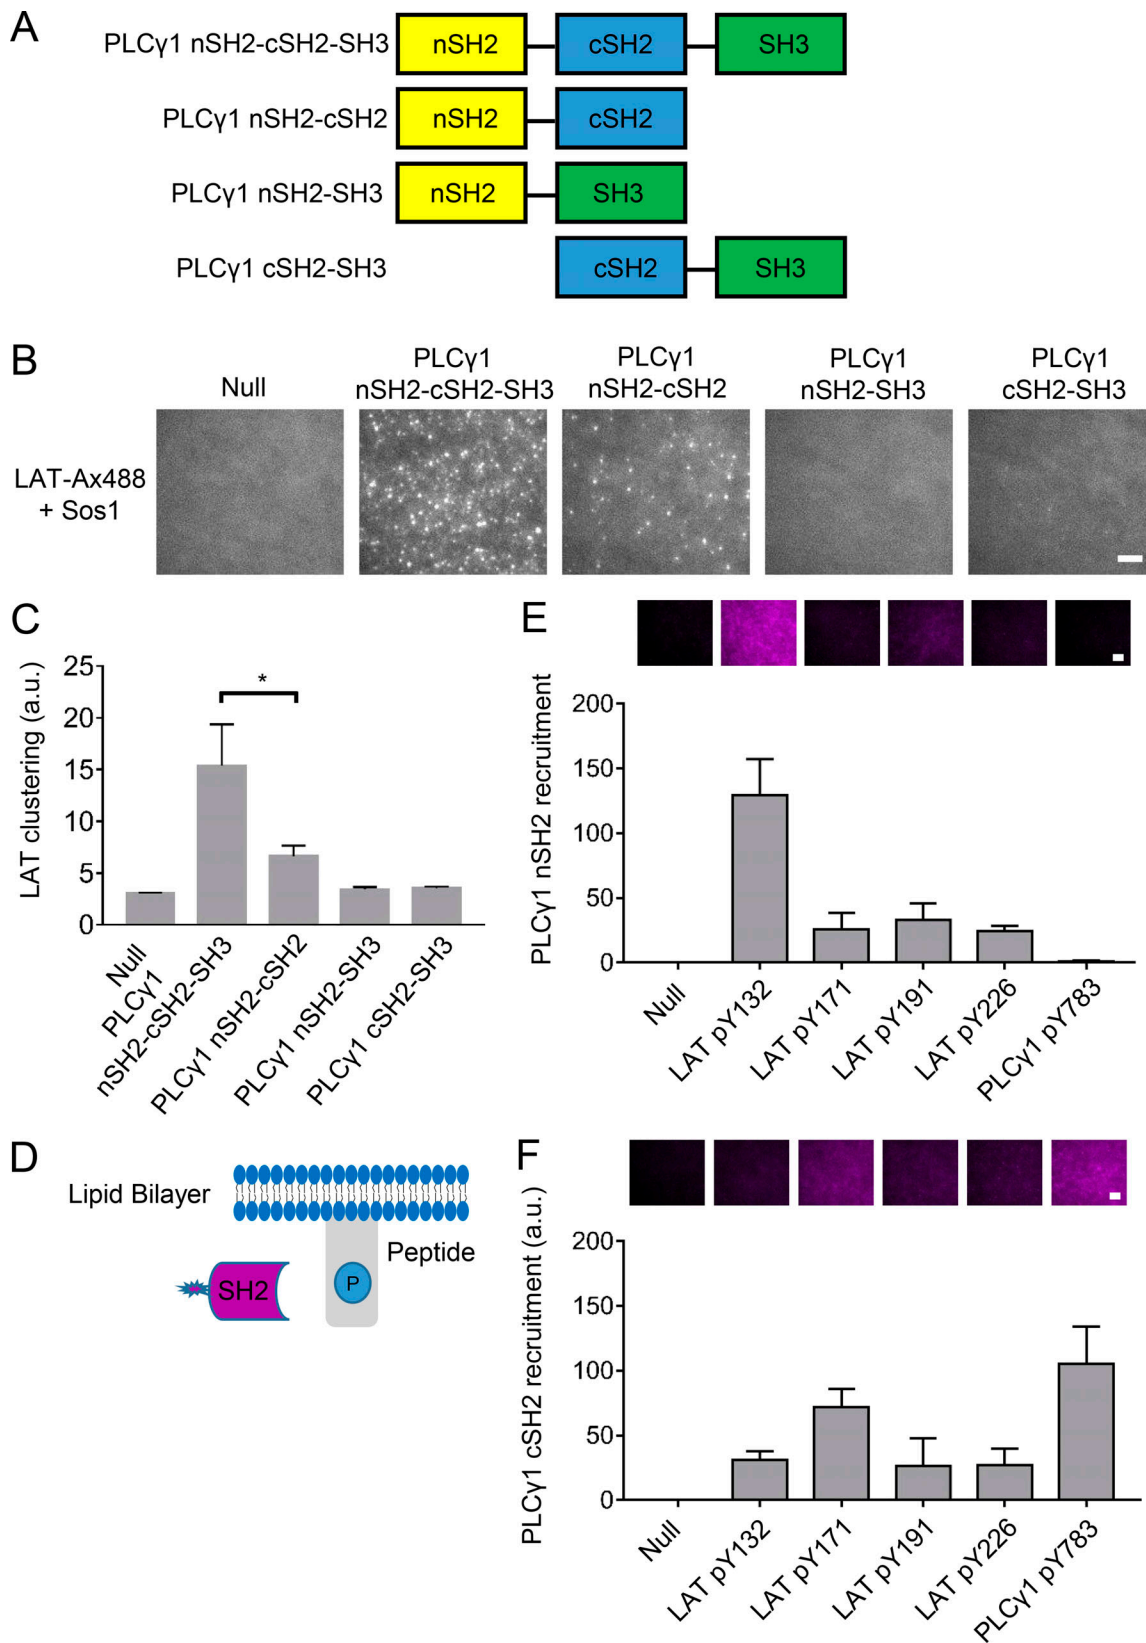 A
PLCγ1 nSH2-cSH2-SH3
nSH2
cSH2
SH3
PLCγ1 nSH2-cSH2
nSH2
cSH2
PLCγ1 nSH2-SH3
nSH2
SH3
PLCγ1 cSH2-SH3
cSH2
SH3
B
Null
PLCγ1
nSH2-cSH2-SH3
PLCγ1
nSH2-cSH2
PLCγ1
nSH2-SH3
PLCγ1
cSH2-SH3
LAT-Ax488
+ Sos1
C
LAT clustering (a.u.)
25
20
15
10
5
0
*
Null
PLCγ1
nSH2-cSH2-SH3
PLCγ1 nSH2-cSH2
PLCγ1 nSH2-SH3
PLCγ1 cSH2-SH3
E
PLCγ1 nSH2 recruitment
200
150
100
50
0
Null
LAT pY132
LAT pY171
LAT pY191
LAT pY226
PLCγ1 pY783
D
Lipid Bilayer
Peptide
SH2
P
F
PLCγ1 cSH2 recruitment (a.u.)
200
150
100
50
0
Null
LAT pY132
LAT pY171
LAT pY191
LAT pY226
PLCγ1 pY783